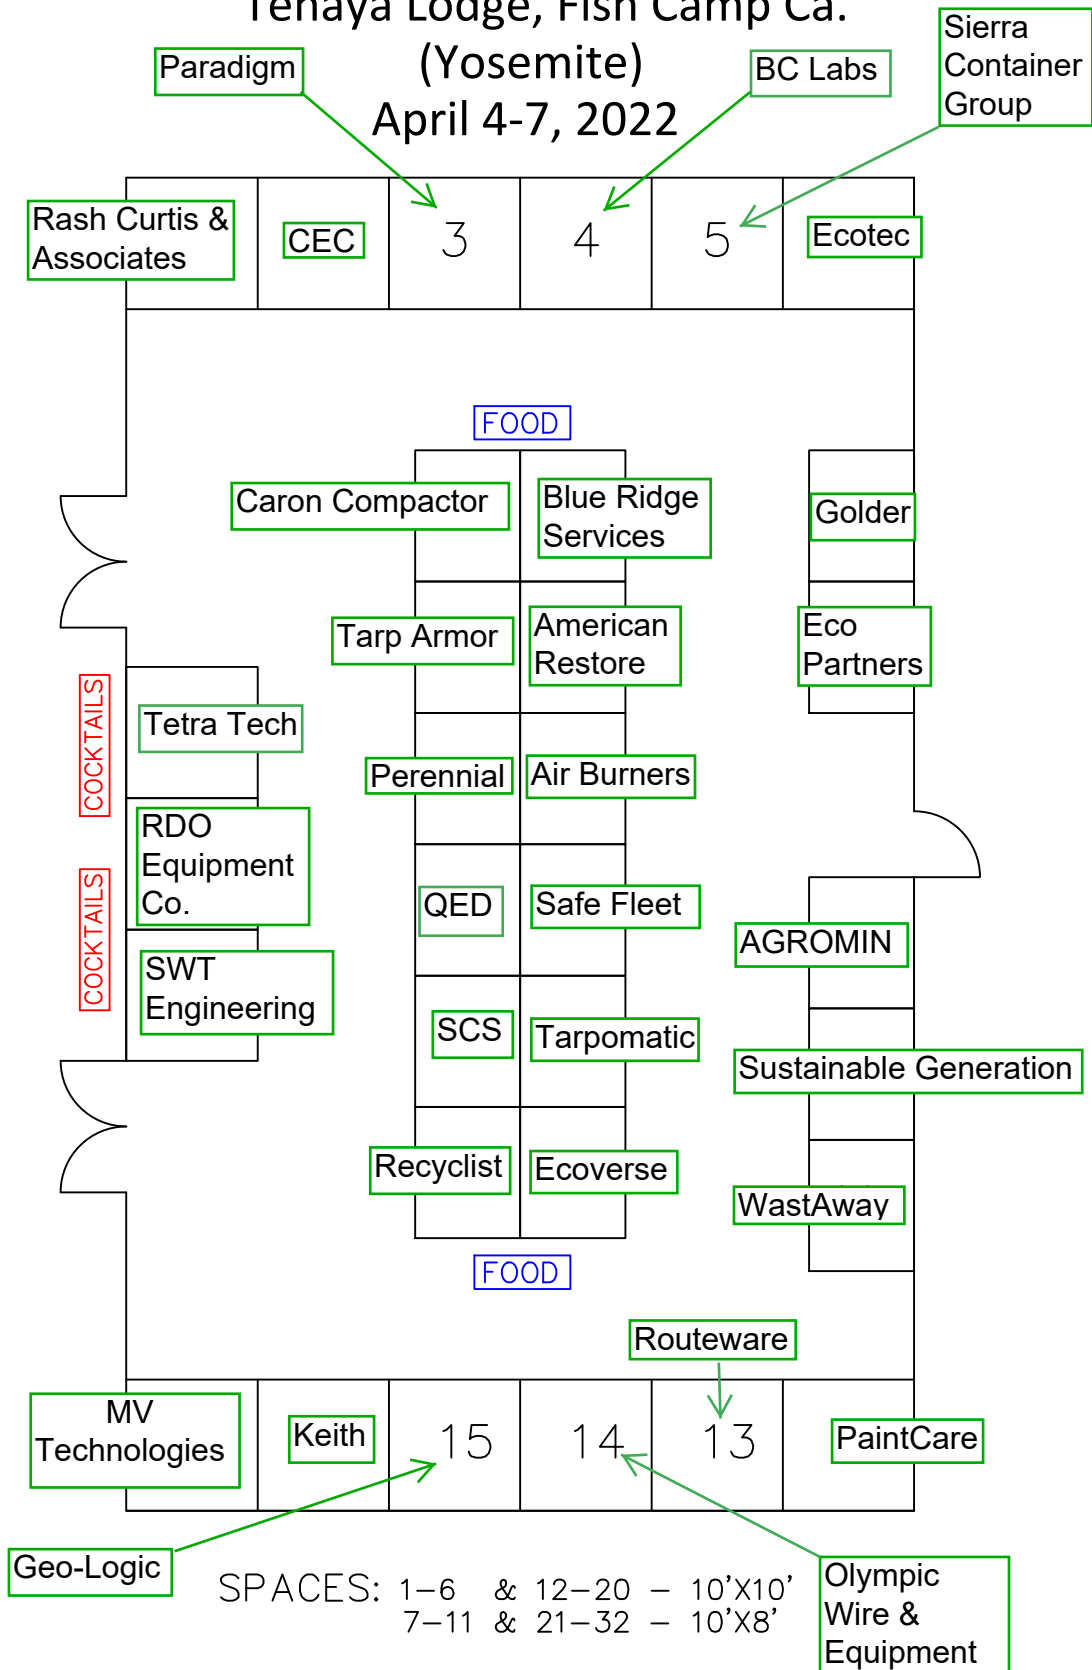 Tenaya Lodge, Fish Camp Ca.
(Yosemite)
April 4-7, 2022
Paradigm
BC Labs
Sierra
Container
Group
Rash Curtis &
Associates
CEC
3
4
5
Ecotec
FOOD
Caron Compactor
Blue Ridge
Services
Golder
Tarp Armor
American
Restore
Eco
Partners
COCKTAILS
Tetra Tech
Perennial
Air Burners
RDO
Equipment
Co.
QED
Safe Fleet
COCKTAILS
AGROMIN
SWT
Engineering
SCS
Tarpomatic
Sustainable Generation
Recyclist
Ecoverse
WastAway
FOOD
Routeware
MV
Technologies
Keith
15
14
13
PaintCare
Geo-Logic
SPACES: 1-6 & 12-20 - 10'X10'
7-11 & 21-32 - 10'X8'
Olympic
Wire &
Equipment